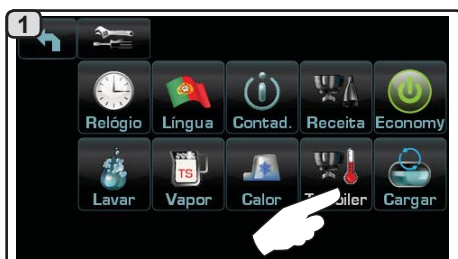 1
Relógio Língua Contad. Receita Economy
TS
Lavar Vapor Calor Cargar